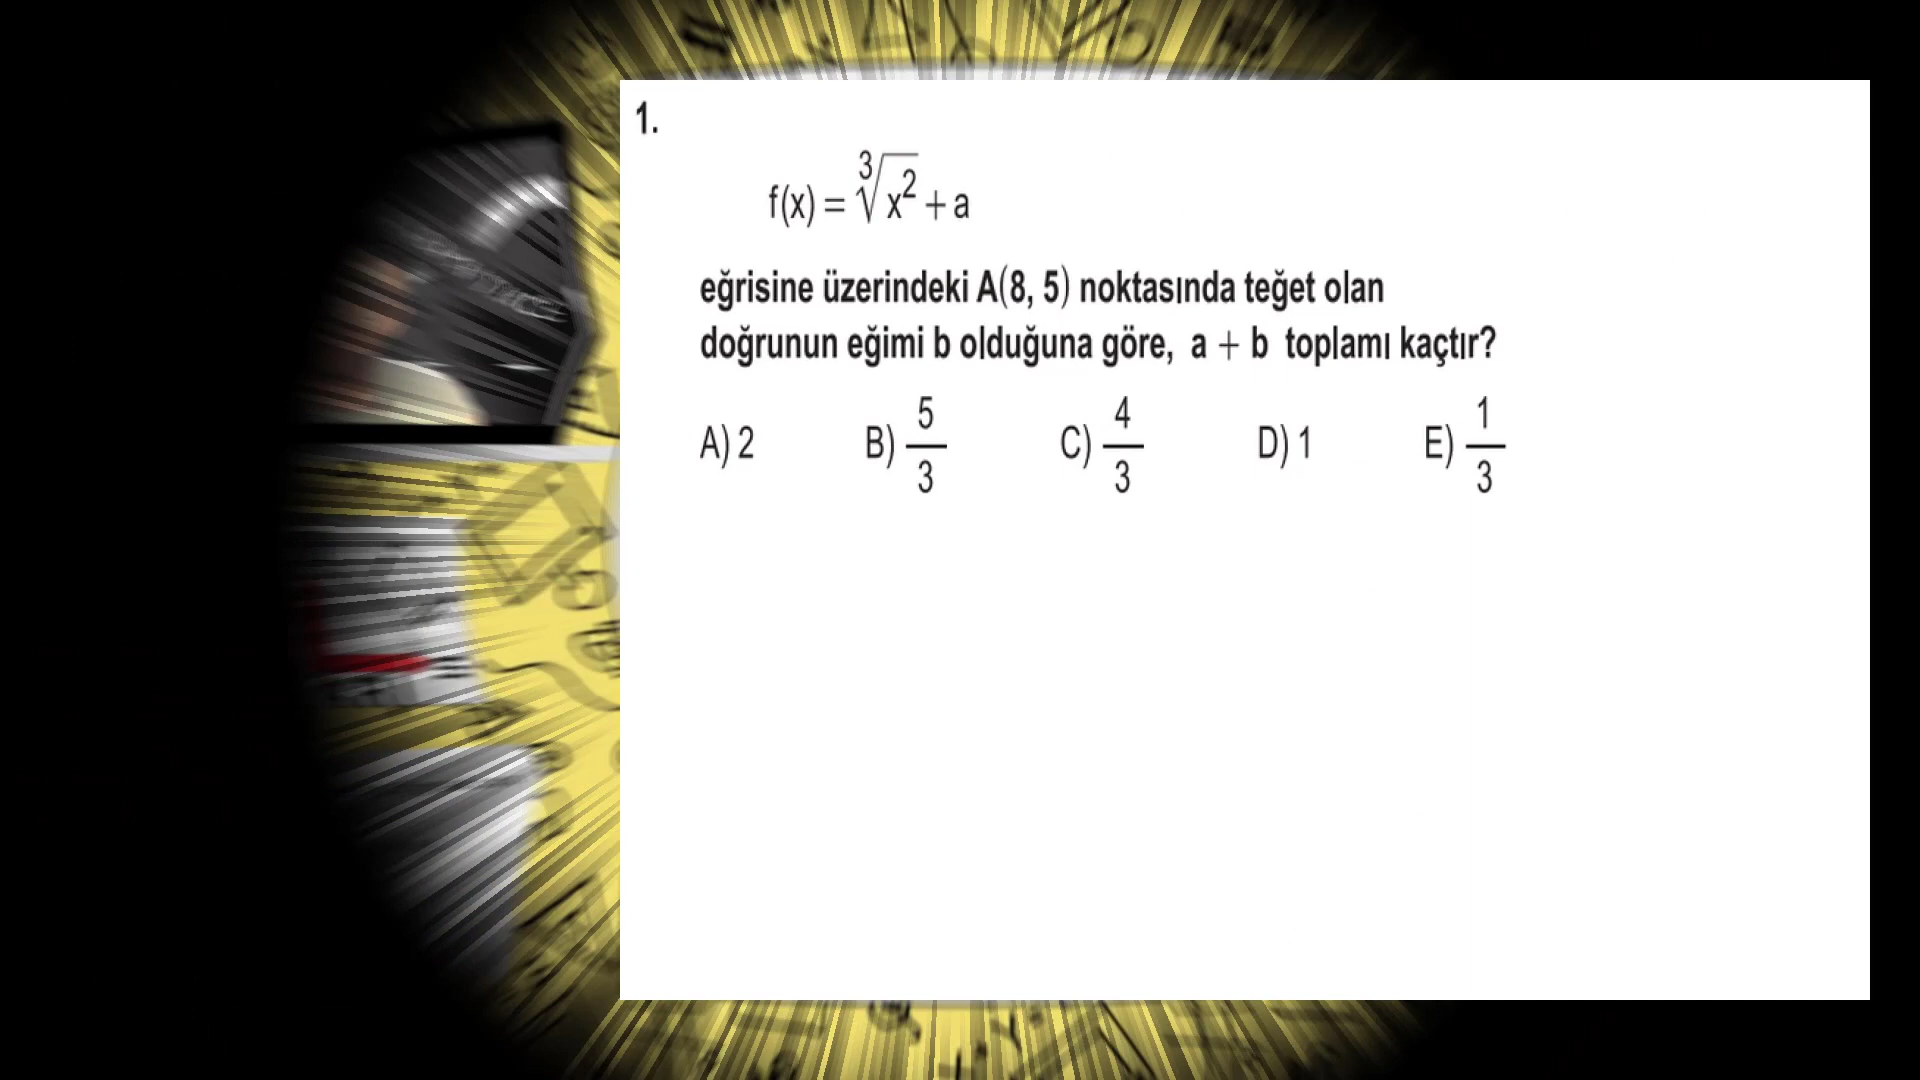 1.
f(x) = ∛x² + a
eğrisine üzerindeki A(8, 5) noktasında teğet olan
doğrunun eğimi b olduğuna göre, a + b toplamı kaçtır?
A) 2 B) 5/3 C) 4/3 D) 1 E) 1/3